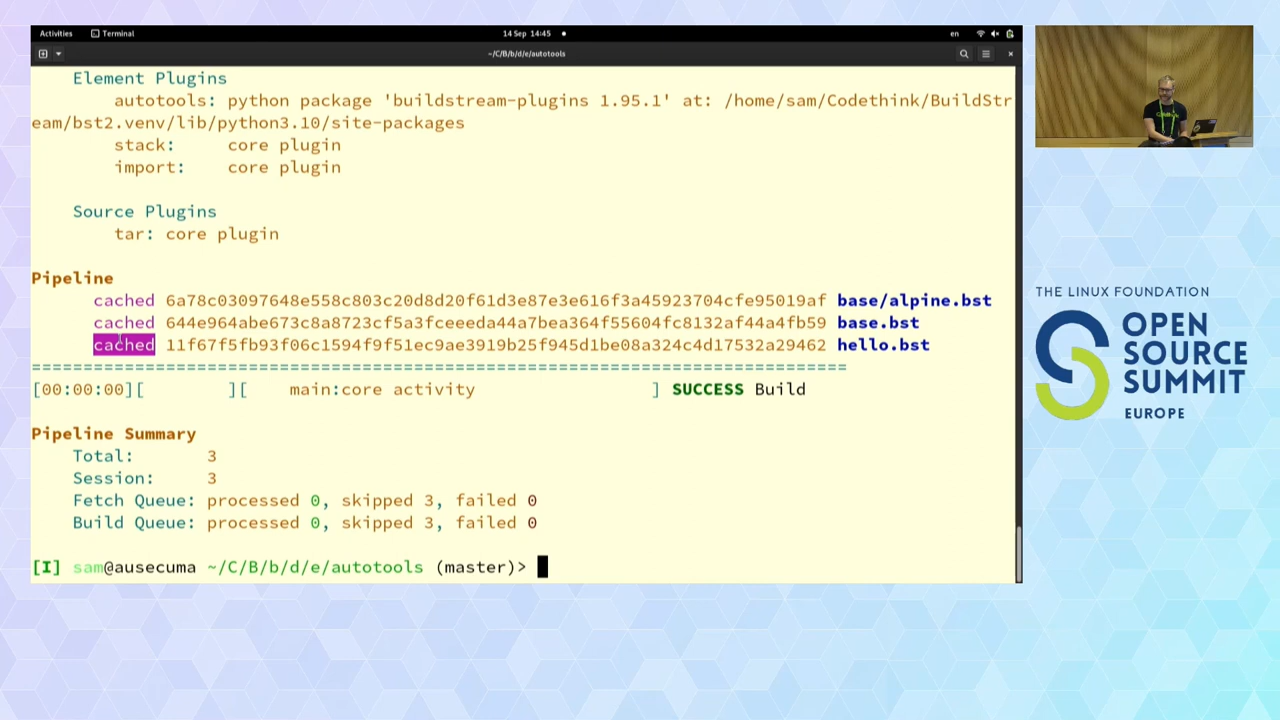 Activities Terminal 14 Sep 14:45 en
~/C/B/b/d/e/autotools
Element Plugins
autotools: python package 'buildstream-plugins 1.95.1' at: /home/sam/Codethink/BuildStr
eam/bst2.venv/lib/python3.10/site-packages
stack: core plugin
import: core plugin
Source Plugins
tar: core plugin
Pipeline
cached 6a78c03097648e558c803c20d8d20f61d3e87e3e616f3a45923704cfe95019af base/alpine.bst
cached 644e964abe673c8a8723cf5a3fceeeda44a7bea364f55604fc8132af44a4fb59 base.bst
cached 11f67f5fb93f06c1594f9f51ec9ae3919b25f945d1be08a324c4d17532a29462 hello.bst
===============================================================================
[00:00:00][ ][ main:core activity ] SUCCESS Build
Pipeline Summary
Total: 3
Session: 3
Fetch Queue: processed 0, skipped 3, failed 0
Build Queue: processed 0, skipped 3, failed 0
[I] sam@ausecuma ~/C/B/b/d/e/autotools (master)>
THE LINUX FOUNDATION
OPEN
SOURCE
SUMMIT
EUROPE